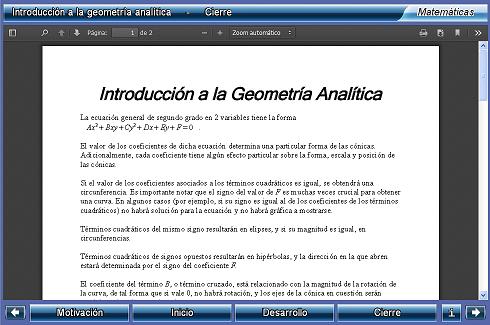 Introducción a la geometría analítica - Cierre
Matemáticas
Página: 1 de 2
Zoom automático
Introducción a la Geometría Analítica
La ecuación general de segundo grado en 2 variables tiene la forma
Ax²+Bxy+Cy²+Dx+Ey+F=0 .
El valor de los coeficientes de dicha ecuación determina una particular forma de las cónicas.
Adicionalmente, cada coeficiente tiene algún efecto particular sobre la forma, escala y posición de
las cónicas.
Si el valor de los coeficientes asociados a los términos cuadráticos es igual, se obtendrá una
circunferencia. Es importante notar que el signo del valor de F es muchas veces crucial para obtener
una curva. En algunos casos (por ejemplo, si su signo es igual al de los coeficientes de los términos
cuadráticos) no habrá solución para la ecuación y no habrá gráfica a mostrarse.
Términos cuadráticos del mismo signo resultarán en elipses, y si su magnitud es igual, en
circunferencias.
Términos cuadráticos de signos opuestos resultarán en hipérbolas, y la dirección en la que abren
estará determinada por el signo del coeficiente F.
El coeficiente del término B, o término cruzado, está relacionado con la magnitud de la rotación de
la curva, de tal forma que si vale 0, no habrá rotación, y los ejes de la cónica en cuestión serán
Motivación
Inicio
Desarrollo
Cierre
i